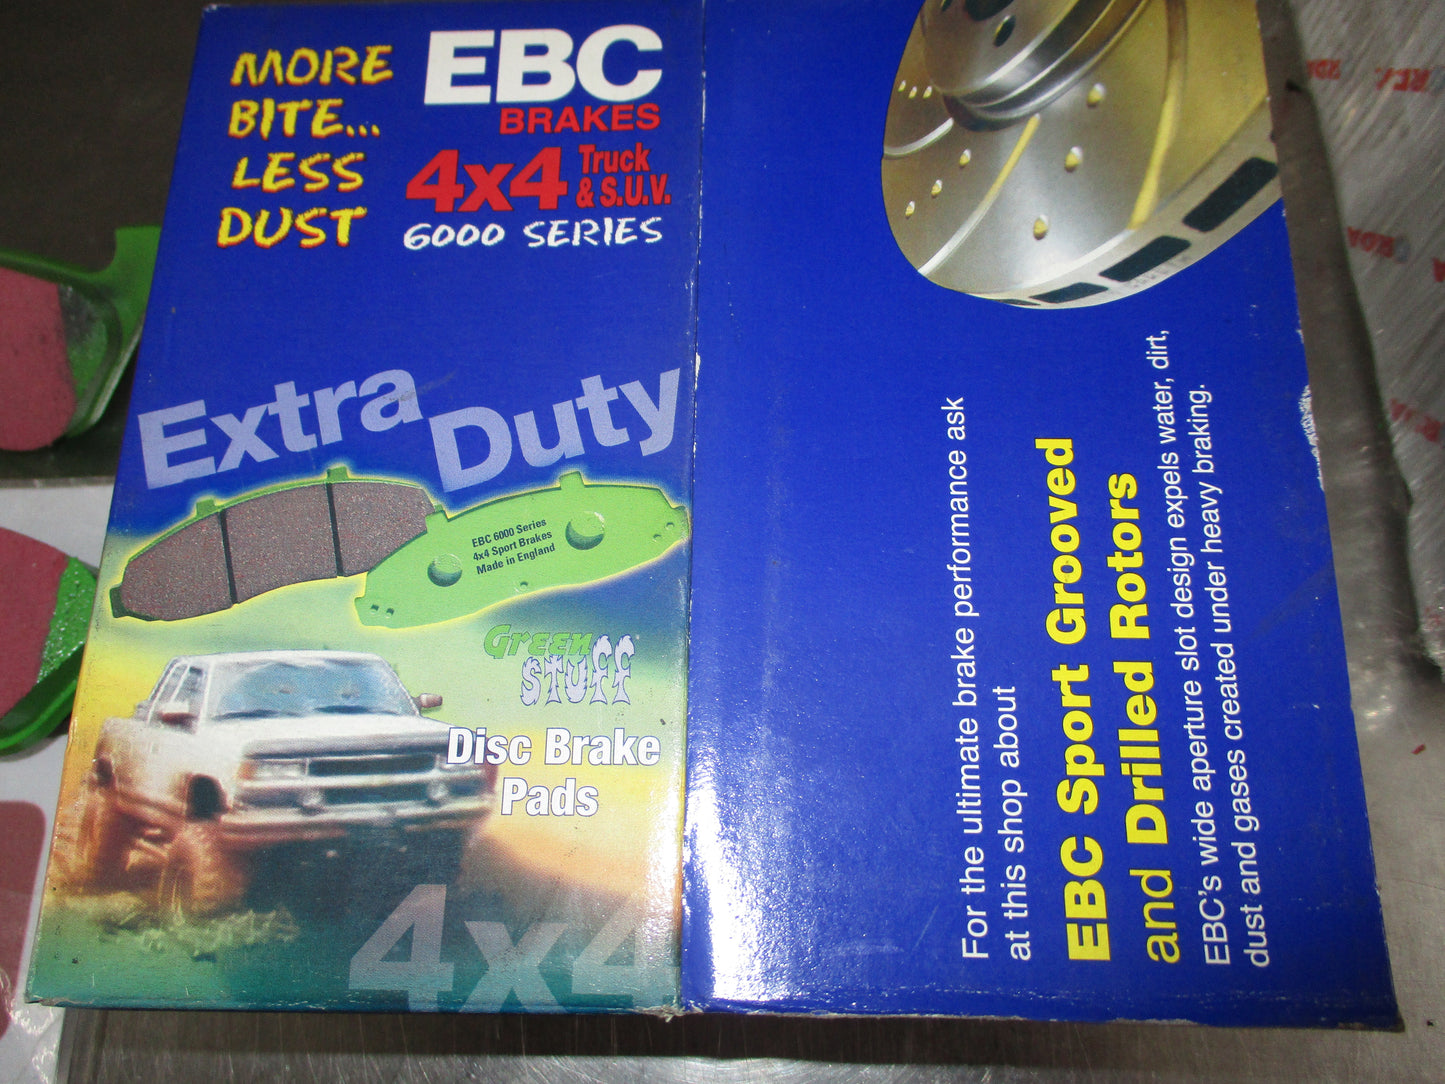 MORE
BITE...
LESS
DUST
EBC
BRAKES
4x4 Truck
& S.U.V.
6000 SERIES
Extra
Duty
EBC 6000 Series
4x4 Sport Brakes
Made in England
Green
STUFF
Disc Brake
Pads
4x4
For the ultimate brake performance ask
at this shop about
EBC Sport Grooved
and Drilled Rotors
EBC's wide aperture slot design expels water, dirt,
dust and gases created under heavy braking.
RDA
RDA